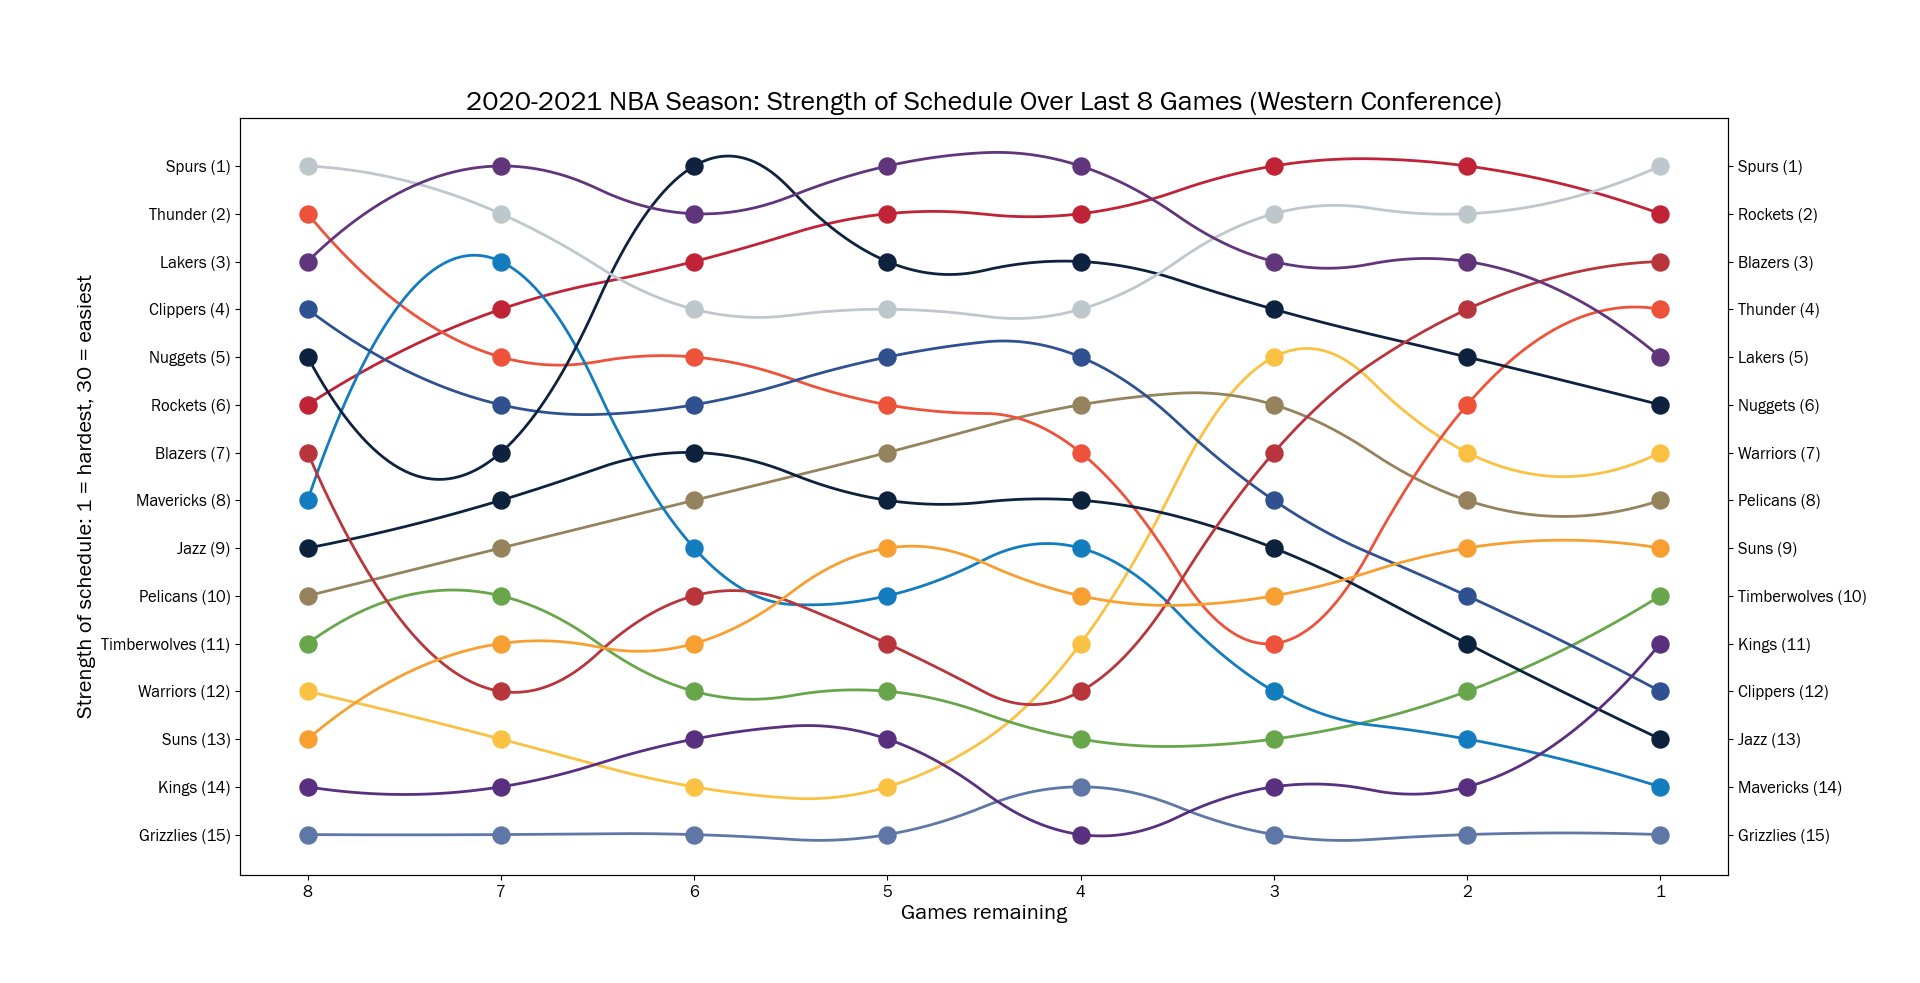 2020-2021 NBA Season: Strength of Schedule Over Last 8 Games (Western Conference)
Strength of schedule: 1 = hardest, 30 = easiest
Spurs (1)
Thunder (2)
Lakers (3)
Clippers (4)
Nuggets (5)
Rockets (6)
Blazers (7)
Mavericks (8)
Jazz (9)
Pelicans (10)
Timberwolves (11)
Warriors (12)
Suns (13)
Kings (14)
Grizzlies (15)
Spurs (1)
Rockets (2)
Blazers (3)
Thunder (4)
Lakers (5)
Nuggets (6)
Warriors (7)
Pelicans (8)
Suns (9)
Timberwolves (10)
Kings (11)
Clippers (12)
Jazz (13)
Mavericks (14)
Grizzlies (15)
8 7 6 5 4 3 2 1
Games remaining